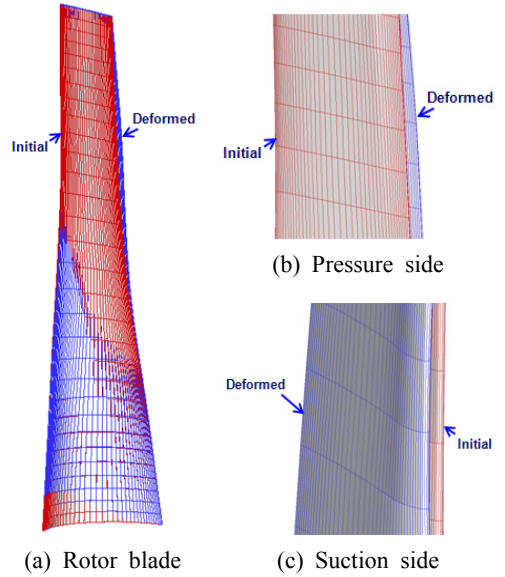 Initial
Deformed
(a) Rotor blade
Initial
Deformed
(b) Pressure side
Deformed
Initial
(c) Suction side